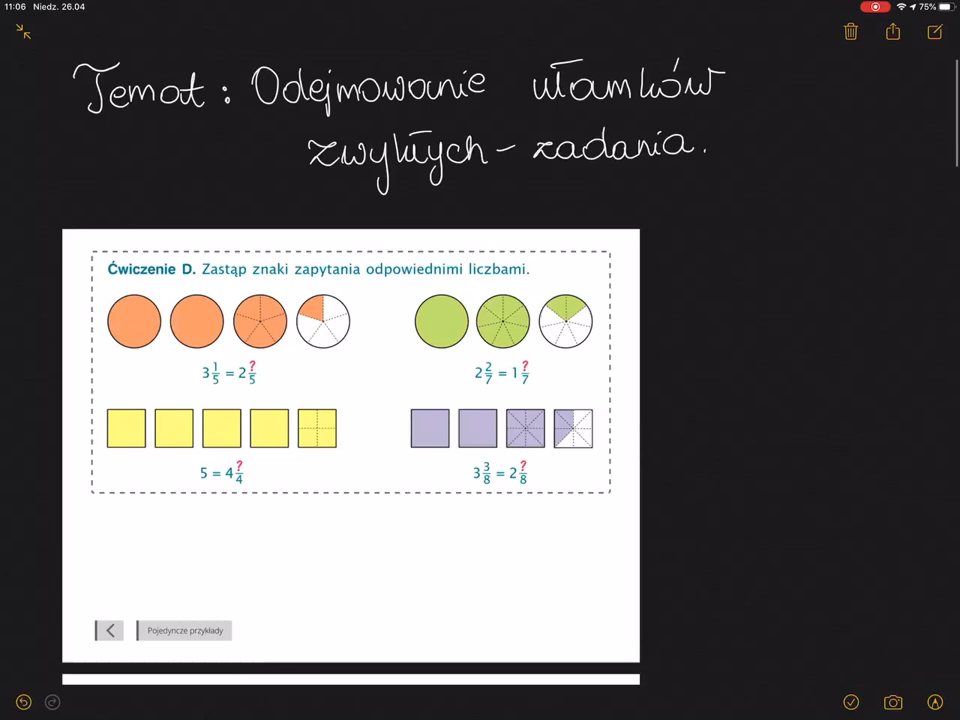 11:06 Niedz. 26.04 75%
Temat: Odejmowanie ułamków
zwykłych - zadania.
Ćwiczenie D. Zastąp znaki zapytania odpowiednimi liczbami.
3 1/5 = 2 ?/5
2 2/7 = 1 ?/7
5 = 4 ?/4
3 3/8 = 2 ?/8
Pojedyncze przykłady